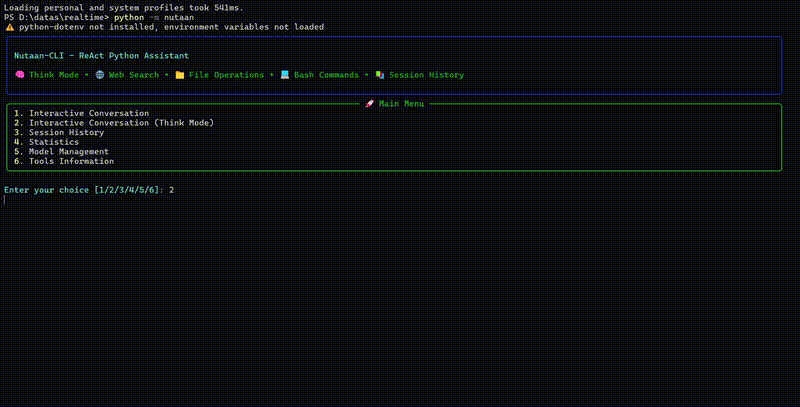 Loading personal and system profiles took 541ms.
PS D:\datas\realtime> python -m nutaan
⚠ python-dotenv not installed, environment variables not loaded
Nutaan-CLI - ReAct Python Assistant
🧠 Think Mode • 🌐 Web Search • 📁 File Operations • 💻 Bash Commands • 📚 Session History
🚀 Main Menu
1. Interactive Conversation
2. Interactive Conversation (Think Mode)
3. Session History
4. Statistics
5. Model Management
6. Tools Information
Enter your choice [1/2/3/4/5/6]: 2